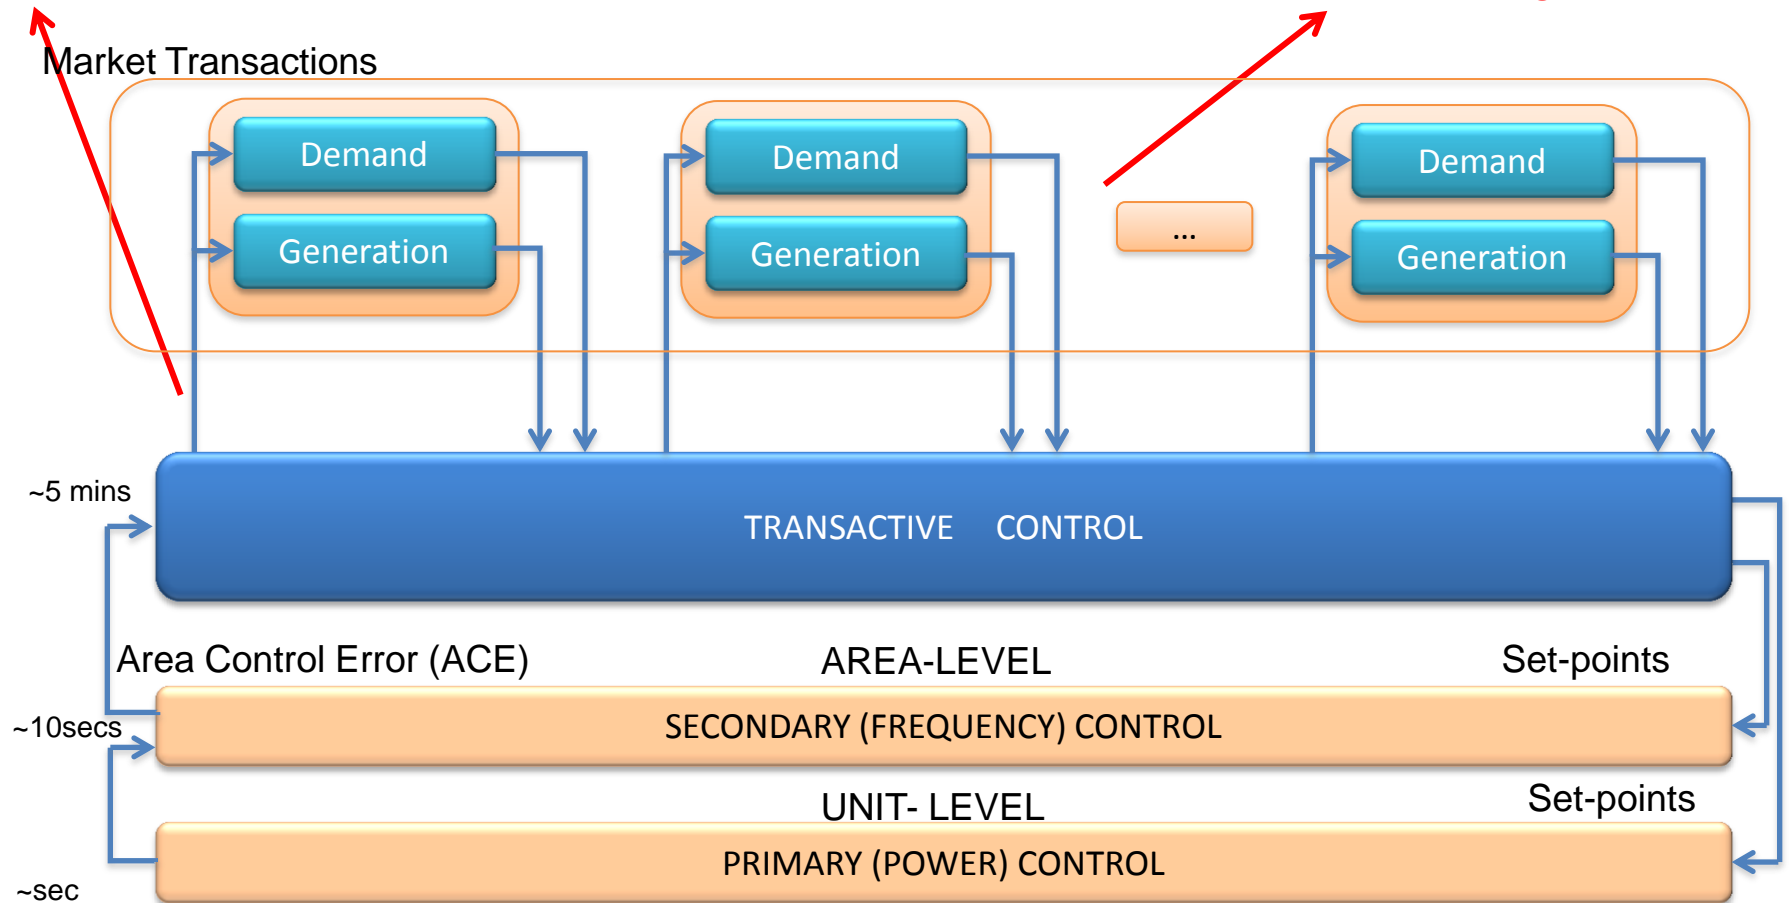 Market Transactions
Demand
Demand
Demand
Generation
Generation
...
Generation
~5 mins
TRANSACTIVE CONTROL
Area Control Error (ACE)
AREA-LEVEL
Set-points
~10secs
SECONDARY (FREQUENCY) CONTROL
UNIT- LEVEL
Set-points
PRIMARY (POWER) CONTROL
~sec